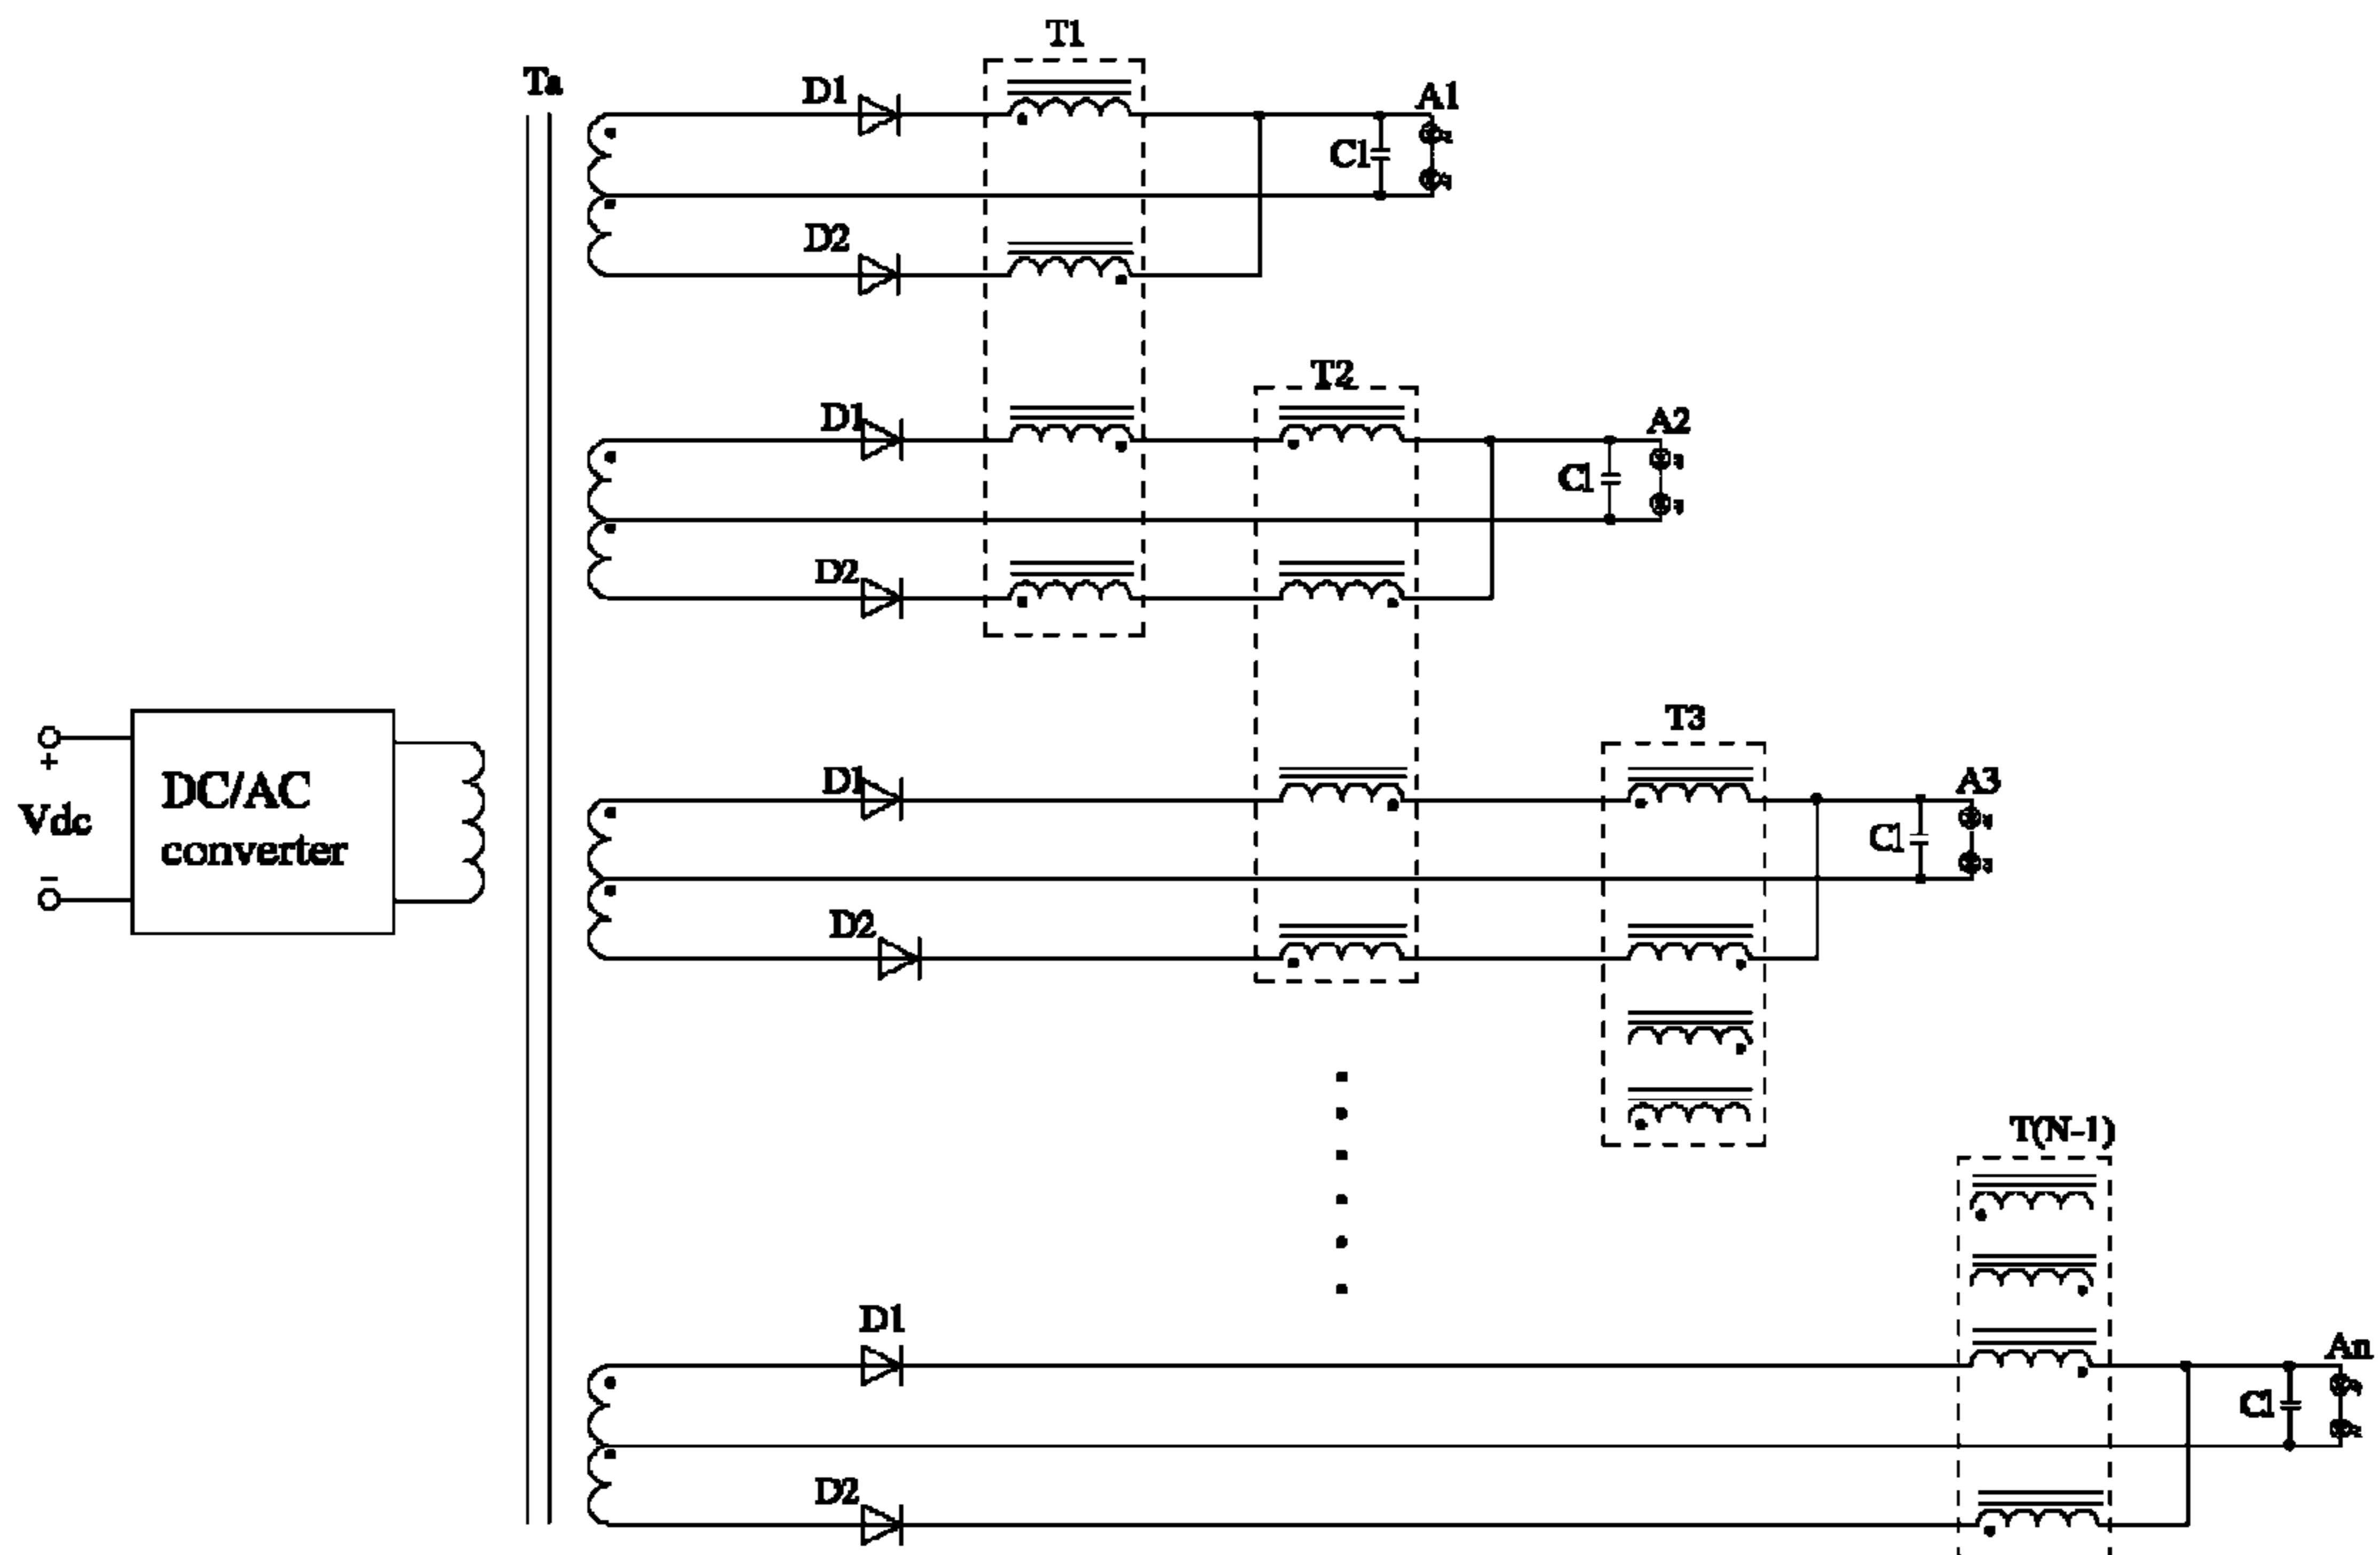 T1
Ta
D1
A1
C1
D2
T2
D1
A2
C1
D2
T3
D1
A3
+
Vdc
−
DC/AC
converter
C1
D2
T(N-1)
D1
An
C1
D2